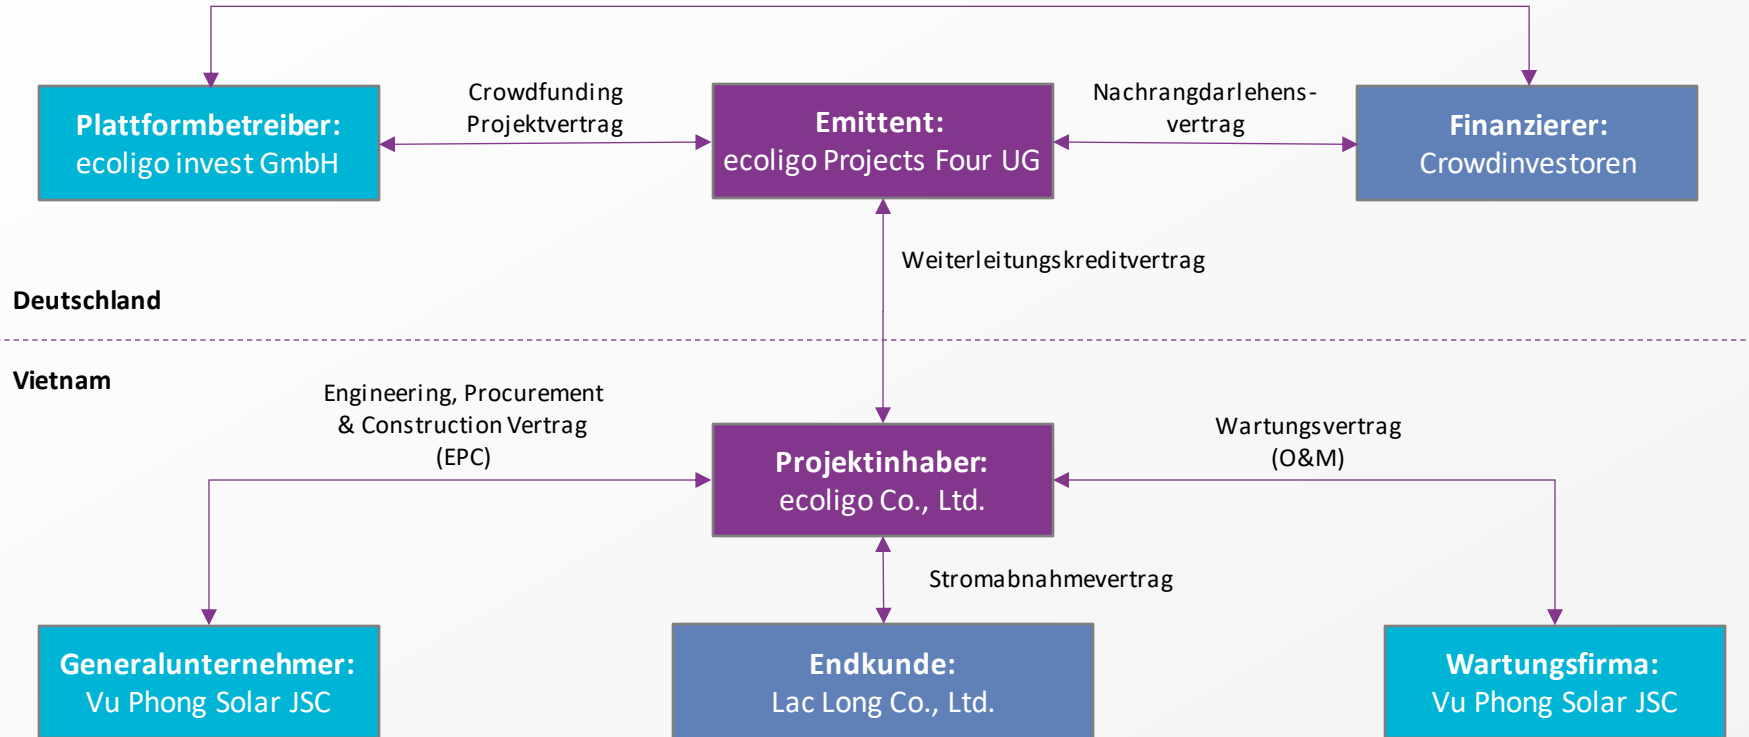 Crowdfunding
Projektvertrag
Nachrangdarlehens-
vertrag
Plattformbetreiber:
ecoligo invest GmbH
Emittent:
ecoligo Projects Four UG
Finanzierer:
Crowdinvestoren
Weiterleitungskreditvertrag
Deutschland
Vietnam
Engineering, Procurement
& Construction Vertrag
(EPC)
Wartungsvertrag
(O&M)
Projektinhaber:
ecoligo Co., Ltd.
Stromabnahmevertrag
Generalunternehmer:
Vu Phong Solar JSC
Endkunde:
Lac Long Co., Ltd.
Wartungsfirma:
Vu Phong Solar JSC